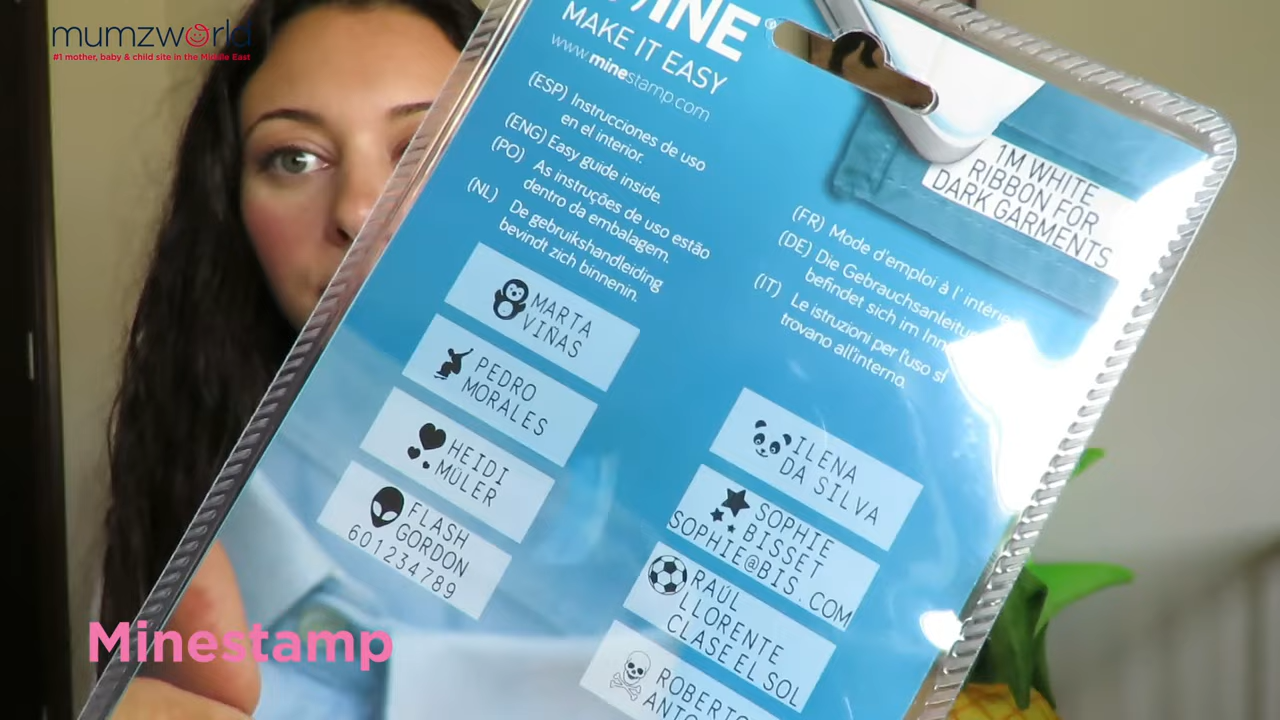 mumzworld
#1 mother, baby & child site in the Middle East
MINE®
MAKE IT EASY
www.minestamp.com
(ESP) Instrucciones de uso
en el interior.
(ENG) Easy guide inside.
(PO) As instruções de uso estão
dentro da embalagem.
(NL) De gebruikshandleiding
bevindt zich binnenin.
1M WHITE
RIBBON FOR
DARK GARMENTS
(FR) Mode d'emploi à l'
(DE) Die
befindet sich im
(IT) Le istruzioni per l'uso si
trovano all'interno.
MARTA
VIÑAS
PEDRO
MORALES
HEIDI
MÜLER
FLASH
GORDON
601234789
ILENA
DA SILVA
SOPHIE
BISSET
SOPHIE@BIS.COM
RAÚL
LLORENTE
CLASE EL SOL
ROBERTO
Minestamp